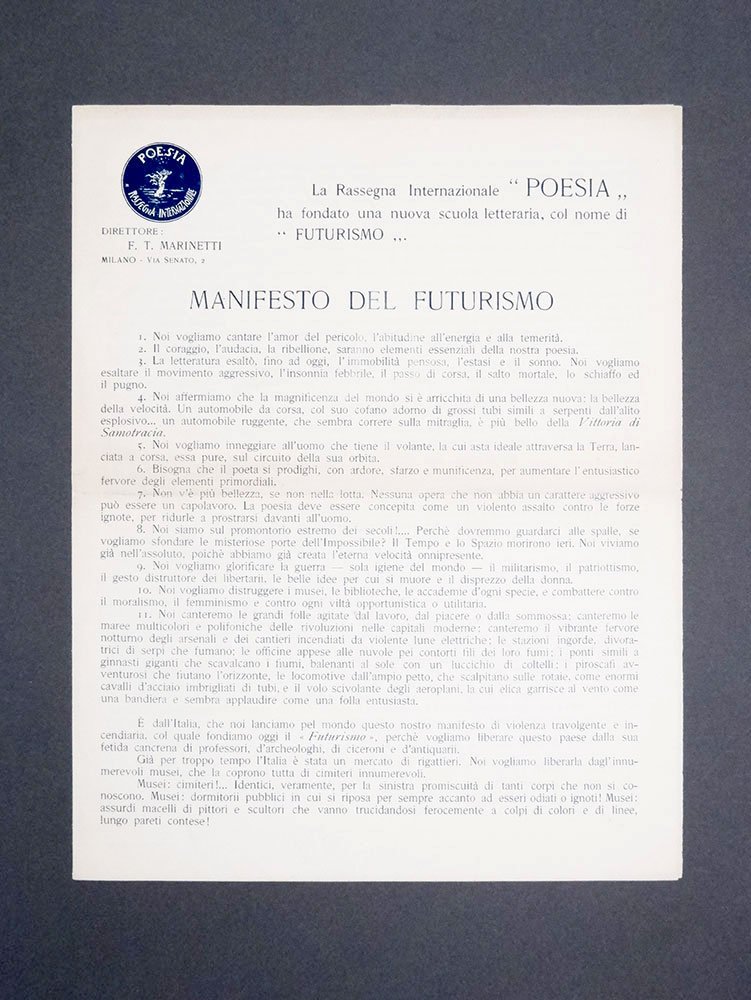 POESIA
RASSEGNA INTERNAZIONALE
DIRETTORE:
F. T. MARINETTI
MILANO - VIA SENATO, 2
La Rassegna Internazionale “ POESIA „
ha fondato una nuova scuola letteraria, col nome di
“ FUTURISMO „.
MANIFESTO DEL FUTURISMO
1. Noi vogliamo cantare l'amor del pericolo, l'abitudine all'energia e alla temerità.
2. Il coraggio, l'audacia, la ribellione, saranno elementi essenziali della nostra poesia.
3. La letteratura esaltò, fino ad oggi, l'immobilità pensosa, l'estasi e il sonno. Noi vogliamo
esaltare il movimento aggressivo, l'insonnia febbrile, il passo di corsa, il salto mortale, lo schiaffo ed
il pugno.
4. Noi affermiamo che la magnificenza del mondo si è arricchita di una bellezza nuova: la bellezza
della velocità. Un automobile da corsa, col suo cofano adorno di grossi tubi simili a serpenti dall'alito
esplosivo... un automobile ruggente, che sembra correre sulla mitraglia, è più bello della Vittoria di
Samotracia.
5. Noi vogliamo inneggiare all'uomo che tiene il volante, la cui asta ideale attraversa la Terra, lan-
ciata a corsa, essa pure, sul circuito della sua orbita.
6. Bisogna che il poeta si prodighi, con ardore, sfarzo e munificenza, per aumentare l'entusiastico
fervore degli elementi primordiali.
7. Non v'è più bellezza, se non nella lotta. Nessuna opera che non abbia un carattere aggressivo
può essere un capolavoro. La poesia deve essere concepita come un violento assalto contro le forze
ignote, per ridurle a prostrarsi davanti all'uomo.
8. Noi siamo sul promontorio estremo dei secoli!.... Perchè dovremmo guardarci alle spalle, se
vogliamo sfondare le misteriose porte dell'Impossibile? Il Tempo e lo Spazio morirono ieri. Noi viviamo
già nell'assoluto, poichè abbiamo già creata l'eterna velocità onnipresente.
9. Noi vogliamo glorificare la guerra — sola igiene del mondo — il militarismo, il patriottismo,
il gesto distruttore dei libertarii, le belle idee per cui si muore e il disprezzo della donna.
10. Noi vogliamo distruggere i musei, le biblioteche, le accademie d'ogni specie, e combattere contro
il moralismo, il femminismo e contro ogni viltà opportunistica o utilitaria.
11. Noi canteremo le grandi folle agitate dal lavoro, dal piacere o dalla sommossa: canteremo le
maree multicolori e polifoniche delle rivoluzioni nelle capitali moderne; canteremo il vibrante fervore
notturno degli arsenali e dei cantieri incendiati da violente lune elettriche; le stazioni ingorde, divora-
trici di serpi che fumano; le officine appese alle nuvole pei contorti fili dei loro fumi; i ponti simili a
ginnasti giganti che scavalcano i fiumi, balenanti al sole con un luccichio di coltelli; i piroscafi av-
venturosi che fiutano l'orizzonte, le locomotive dall'ampio petto, che scalpitano sulle rotaie, come enormi
cavalli d'acciaio imbrigliati di tubi, e il volo scivolante degli aeroplani, la cui elica garrisce al vento come
una bandiera e sembra applaudire come una folla entusiasta.
È dall'Italia, che noi lanciamo pel mondo questo nostro manifesto di violenza travolgente e in-
cendiaria, col quale fondiamo oggi il « Futurismo », perchè vogliamo liberare questo paese dalla sua
fetida cancrena di professori, d'archeologhi, di ciceroni e d'antiquarii.
Già per troppo tempo l'Italia è stata un mercato di rigattieri. Noi vogliamo liberarla dagl'innu-
merevoli musei, che la coprono tutta di cimiteri innumerevoli.
Musei: cimiteri!... Identici, veramente, per la sinistra promiscuità di tanti corpi che non si co-
noscono. Musei: dormitorii pubblici in cui si riposa per sempre accanto ad esseri odiati o ignoti! Musei:
assurdi macelli di pittori e scultori che vanno trucidandosi ferocemente a colpi di colori e di linee,
lungo pareti contese!